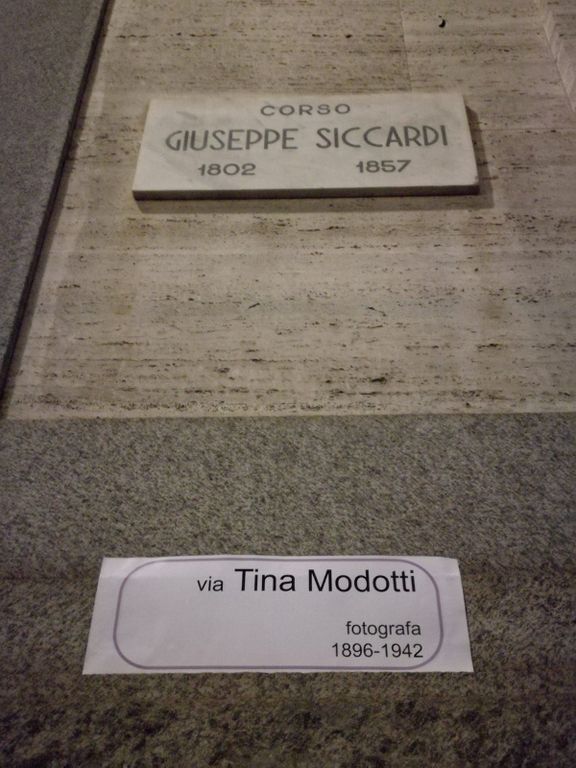 CORSO
GIUSEPPE SICCARDI
1802 1857
via Tina Modotti
fotografa
1896-1942